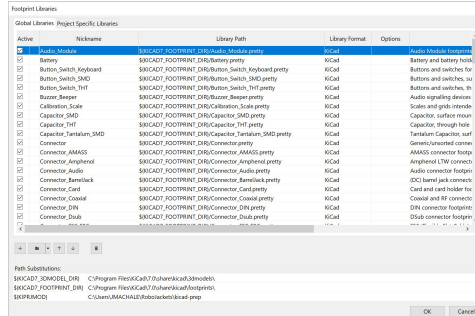 Footprint Libraries
Global Libraries Project Specific Libraries
Active Nickname Library Path Library Format Options
Audio_Module ${KICAD7_FOOTPRINT_DIR}/Audio_Module.pretty KiCad Audio Module footprints
Battery ${KICAD7_FOOTPRINT_DIR}/Battery.pretty KiCad Battery and battery hold
Button_Switch_Keyboard ${KICAD7_FOOTPRINT_DIR}/Button_Switch_Keyboard.pretty KiCad Buttons and switches for
Button_Switch_SMD ${KICAD7_FOOTPRINT_DIR}/Button_Switch_SMD.pretty KiCad Buttons and switches, su
Button_Switch_THT ${KICAD7_FOOTPRINT_DIR}/Button_Switch_THT.pretty KiCad Buttons and switches, th
Buzzer_Beeper ${KICAD7_FOOTPRINT_DIR}/Buzzer_Beeper.pretty KiCad Audio signalling devices
Calibration_Scale ${KICAD7_FOOTPRINT_DIR}/Calibration_Scale.pretty KiCad Scales and grids intende
Capacitor_SMD ${KICAD7_FOOTPRINT_DIR}/Capacitor_SMD.pretty KiCad Capacitor, surface moun
Capacitor_THT ${KICAD7_FOOTPRINT_DIR}/Capacitor_THT.pretty KiCad Capacitor, through hole
Capacitor_Tantalum_SMD ${KICAD7_FOOTPRINT_DIR}/Capacitor_Tantalum_SMD.pretty KiCad Tantalum Capacitor, surf
Connector ${KICAD7_FOOTPRINT_DIR}/Connector.pretty KiCad Generic/unsorted connec
Connector_AMASS ${KICAD7_FOOTPRINT_DIR}/Connector_AMASS.pretty KiCad AMASS connector footp
Connector_Amphenol ${KICAD7_FOOTPRINT_DIR}/Connector_Amphenol.pretty KiCad Amphenol LTW connect
Connector_Audio ${KICAD7_FOOTPRINT_DIR}/Connector_Audio.pretty KiCad Audio connector footprin
Connector_BarrelJack ${KICAD7_FOOTPRINT_DIR}/Connector_BarrelJack.pretty KiCad (DC) barrel jack connecto
Connector_Card ${KICAD7_FOOTPRINT_DIR}/Connector_Card.pretty KiCad Card and card holder foo
Connector_Coaxial ${KICAD7_FOOTPRINT_DIR}/Connector_Coaxial.pretty KiCad Coaxial and RF connecto
Connector_DIN ${KICAD7_FOOTPRINT_DIR}/Connector_DIN.pretty KiCad DIN connector footprints
Connector_Dsub ${KICAD7_FOOTPRINT_DIR}/Connector_Dsub.pretty KiCad DSub connector footprin
Path Substitutions:
${KICAD7_3DMODEL_DIR} C:\Program Files\KiCad\7.0\share\kicad\3dmodels\
${KICAD7_FOOTPRINT_DIR} C:\Program Files\KiCad\7.0\share\kicad\footprints\
${KIPRJMOD} C:\Users\JMACHALE\RoboJackets\kicad-prep
OK Cancel